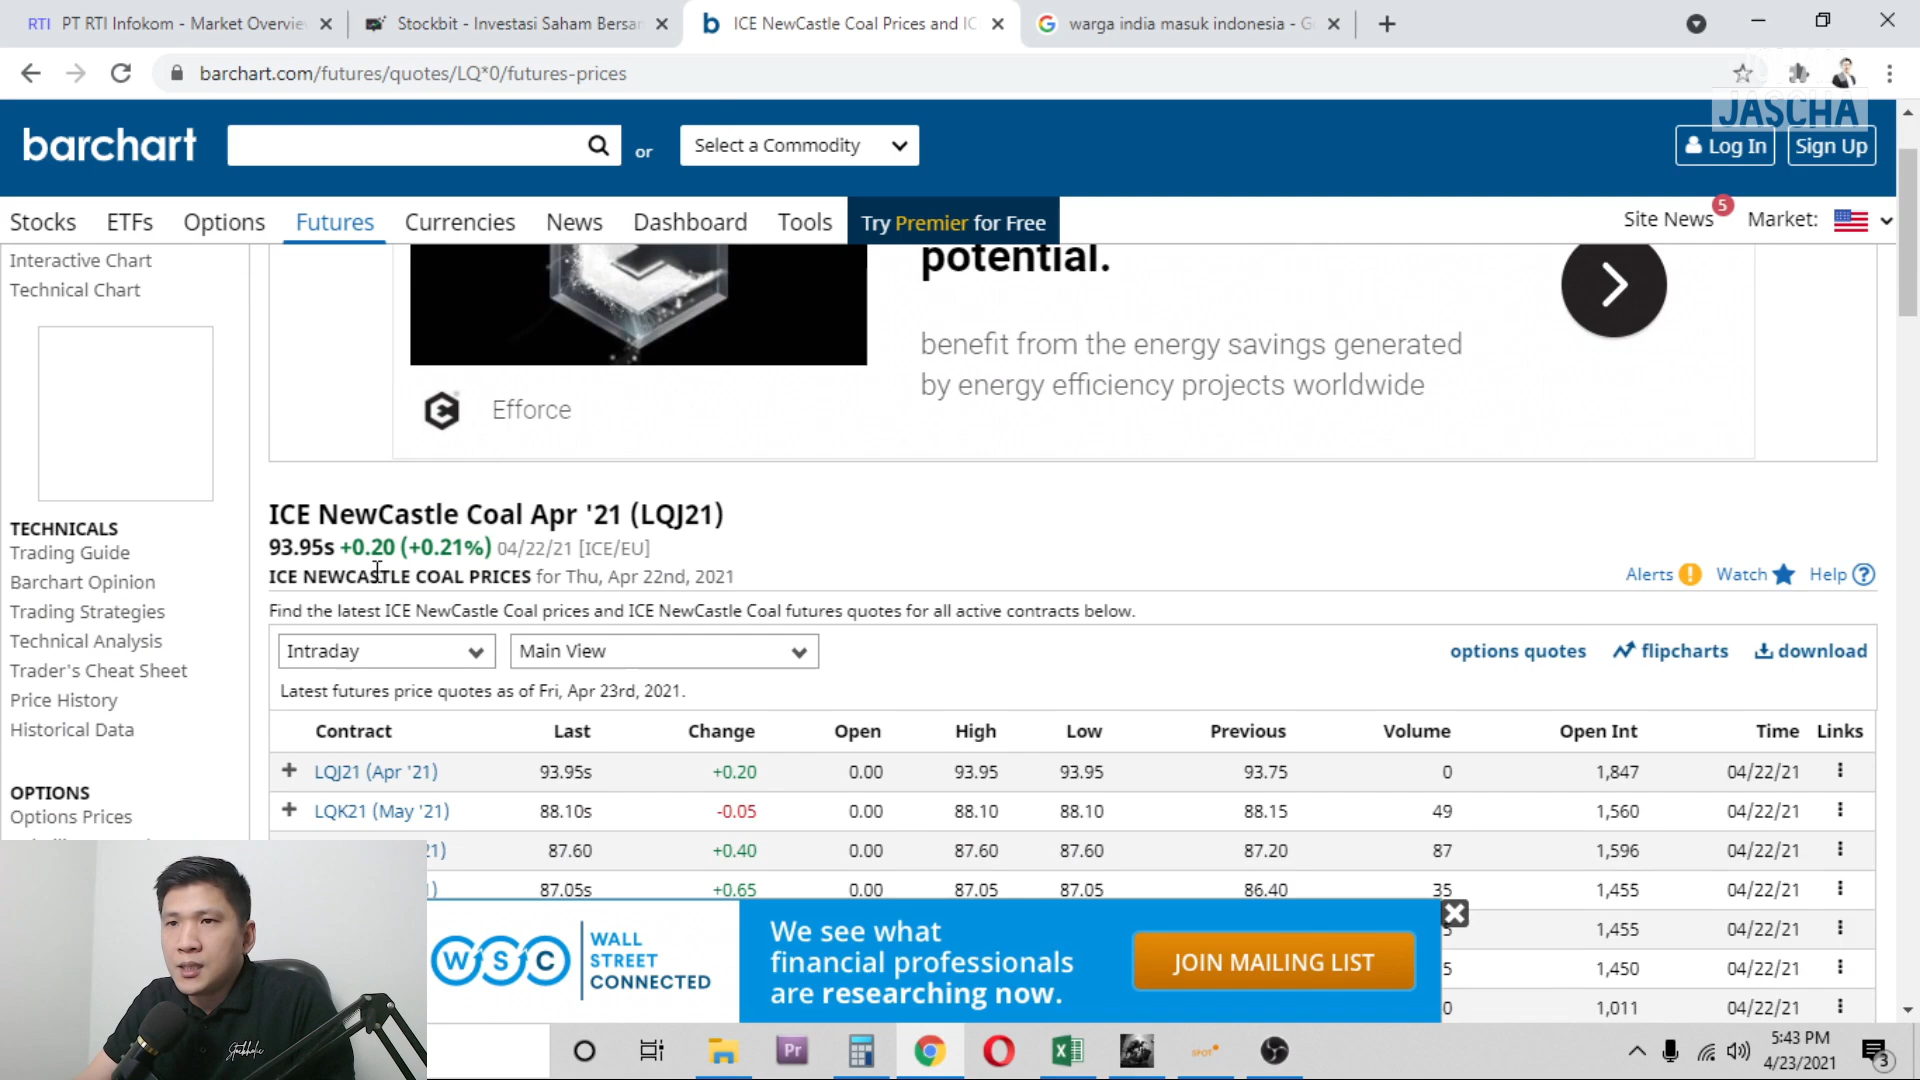 RTI PT RTI Infokom - Market Overvie
Stockbit - Investasi Saham Bersa
ICE NewCastle Coal Prices and IC
warga india masuk indonesia - G
barchart.com/futures/quotes/LQ*0/futures-prices
JASCHA
barchart
or
Select a Commodity
Log In
Sign Up
Stocks
ETFs
Options
Futures
Currencies
News
Dashboard
Tools
Try Premier for Free
Site News 5
Market:
Interactive Chart
Technical Chart
potential.
benefit from the energy savings generated
by energy efficiency projects worldwide
Efforce
ICE NewCastle Coal Apr '21 (LQJ21)
93.95s +0.20 (+0.21%) 04/22/21 [ICE/EU]
ICE NEWCASTLE COAL PRICES for Thu, Apr 22nd, 2021
Alerts
Watch
Help
Find the latest ICE NewCastle Coal prices and ICE NewCastle Coal futures quotes for all active contracts below.
TECHNICALS
Trading Guide
Barchart Opinion
Trading Strategies
Technical Analysis
Trader's Cheat Sheet
Price History
Historical Data
OPTIONS
Options Prices
Intraday
Main View
options quotes
flipcharts
download
Latest futures price quotes as of Fri, Apr 23rd, 2021.
Contract Last Change Open High Low Previous Volume Open Int Time Links
LQJ21 (Apr '21) 93.95s +0.20 0.00 93.95 93.95 93.75 0 1,847 04/22/21
LQK21 (May '21) 88.10s -0.05 0.00 88.10 88.10 88.15 49 1,560 04/22/21
21) 87.60 +0.40 0.00 87.60 87.60 87.20 87 1,596 04/22/21
1) 87.05s +0.65 0.00 87.05 87.05 86.40 35 1,455 04/22/21
5 1,455 04/22/21
5 1,450 04/22/21
0 1,011 04/22/21
WSC
WALL
STREET
CONNECTED
We see what
financial professionals
are researching now.
JOIN MAILING LIST
Stockholic
Pr
SPOT
5:43 PM
4/23/2021
3